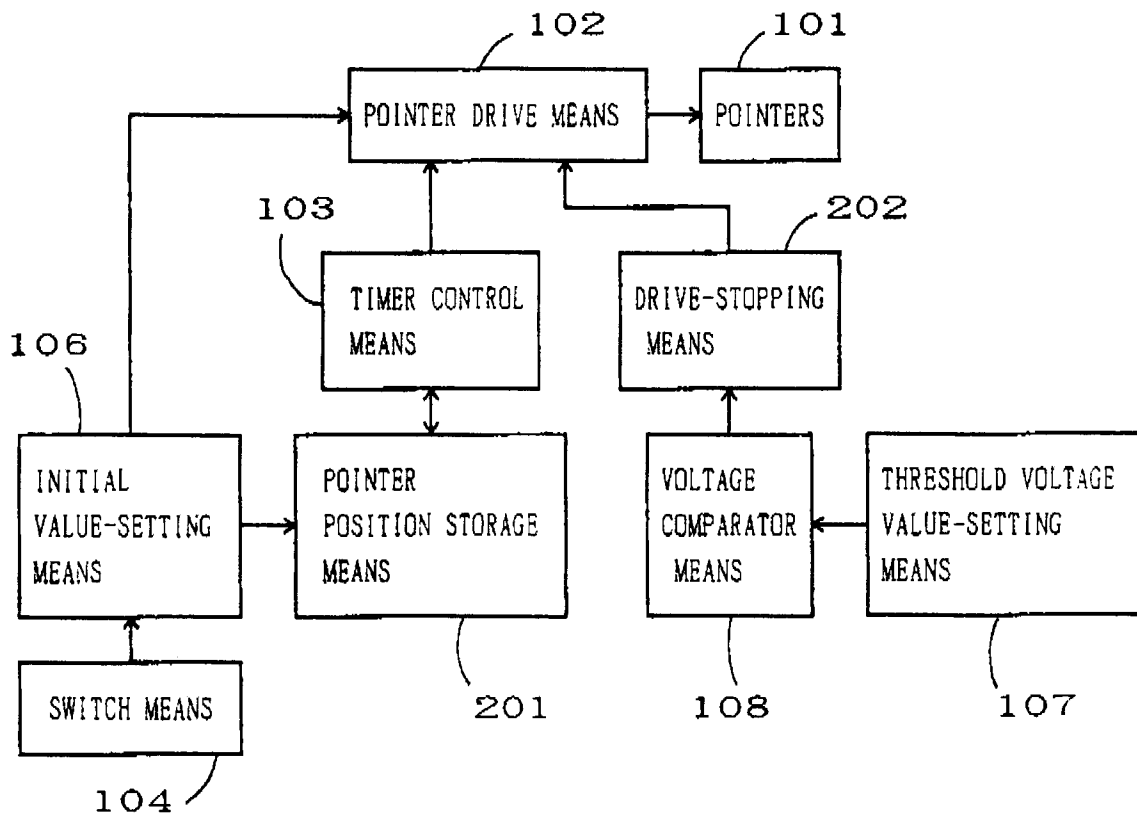 102
101
POINTER DRIVE MEANS
POINTERS
103
202
TIMER CONTROL
MEANS
DRIVE-STOPPING
MEANS
106
INITIAL
VALUE-SETTING
MEANS
POINTER
POSITION STORAGE
MEANS
VOLTAGE
COMPARATOR
MEANS
THRESHOLD VOLTAGE
VALUE-SETTING
MEANS
SWITCH MEANS
201
108
107
104